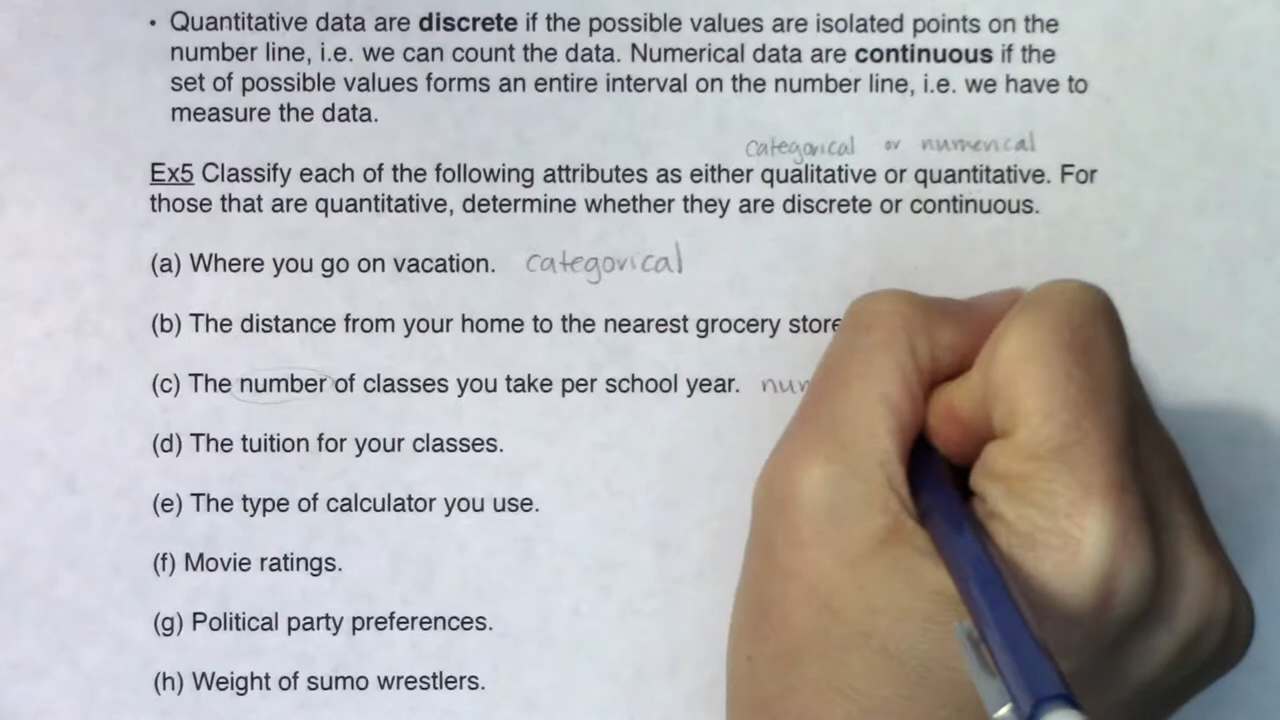 • Quantitative data are discrete if the possible values are isolated points on the
number line, i.e. we can count the data. Numerical data are continuous if the
set of possible values forms an entire interval on the number line, i.e. we have to
measure the data.
categorical or numerical
Ex5 Classify each of the following attributes as either qualitative or quantitative. For
those that are quantitative, determine whether they are discrete or continuous.
(a) Where you go on vacation. categorical
(b) The distance from your home to the nearest grocery store
(c) The number of classes you take per school year.
(d) The tuition for your classes.
(e) The type of calculator you use.
(f) Movie ratings.
(g) Political party preferences.
(h) Weight of sumo wrestlers.